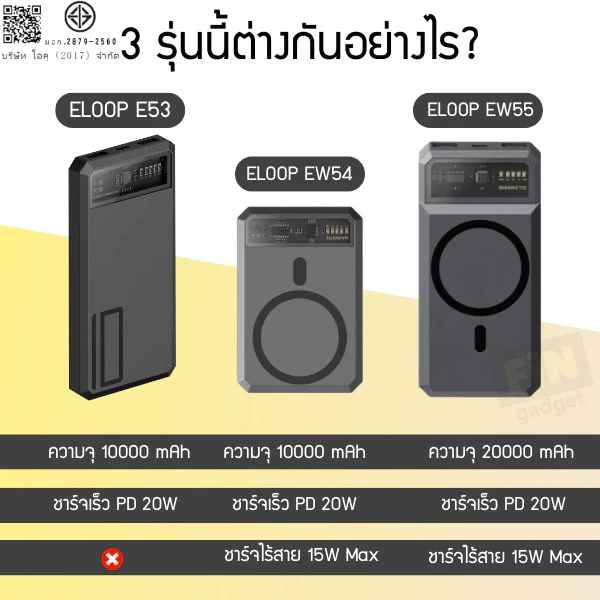 มอก.2879-2560
บริษัท ไอคุ (2017) จำกัด
3 รุ่นนี้ต่างกันอย่างไร?
ELOOP E53
ELOOP EW54
ELOOP EW55
FiN
gadget
ความจุ 10000 mAh
ความจุ 10000 mAh
ความจุ 20000 mAh
ชาร์จเร็ว PD 20W
ชาร์จเร็ว PD 20W
ชาร์จเร็ว PD 20W
ชาร์จไร้สาย 15W Max
ชาร์จไร้สาย 15W Max